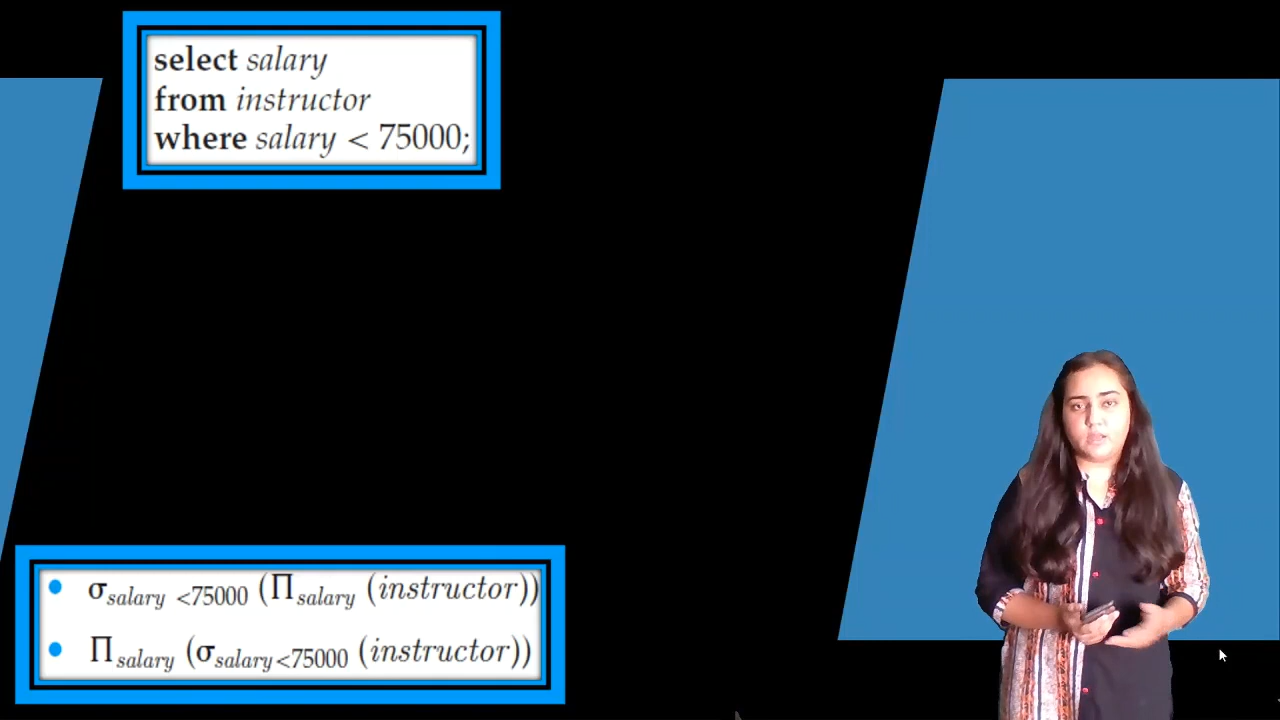 select salary
from instructor
where salary < 75000;
• σsalary <75000 (Πsalary (instructor))
• Πsalary (σsalary<75000 (instructor))